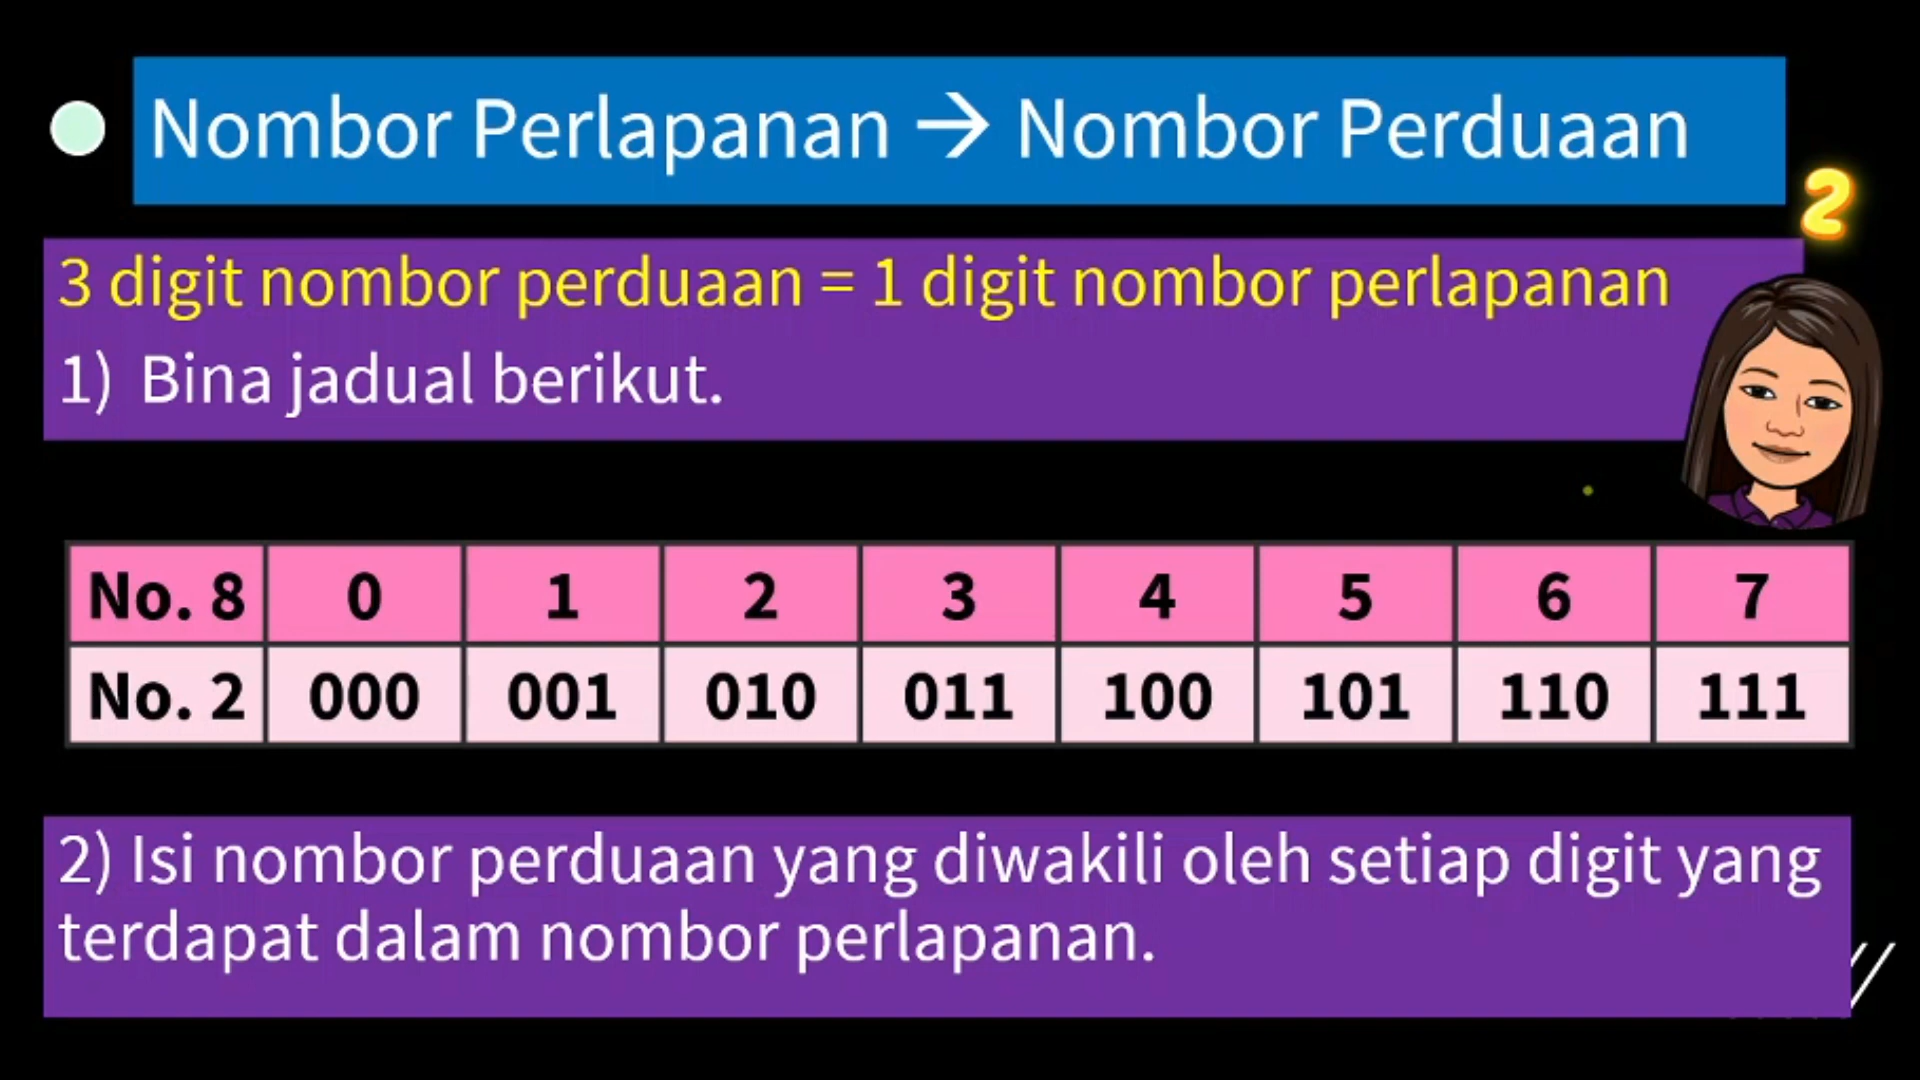 Nombor Perlapanan → Nombor Perduaan
2
3 digit nombor perduaan = 1 digit nombor perlapanan
1) Bina jadual berikut.
No. 8 0 1 2 3 4 5 6 7
No. 2 000 001 010 011 100 101 110 111
2) Isi nombor perduaan yang diwakili oleh setiap digit yang
terdapat dalam nombor perlapanan.